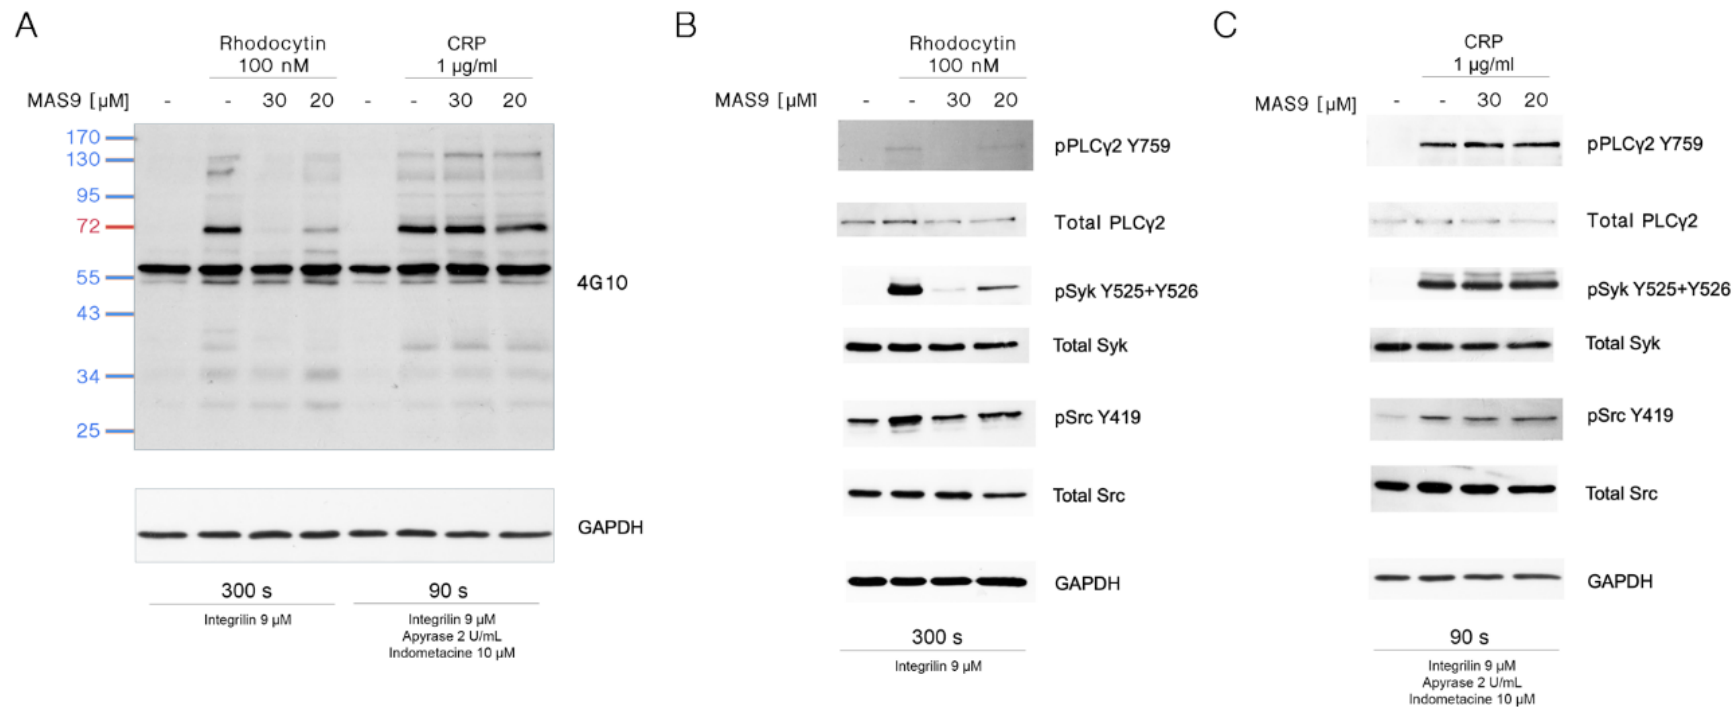 A
Rhodocytin
100 nM
CRP
1 µg/ml
MAS9 [µM] - - 30 20 - - 30 20
170
130
95
72
55
43
34
25
4G10
GAPDH
300 s
Integrilin 9 µM
90 s
Integrilin 9 µM
Apyrase 2 U/mL
Indometacine 10 µM
B
Rhodocytin
100 nM
MAS9 [µM] - - 30 20
pPLCγ2 Y759
Total PLCγ2
pSyk Y525+Y526
Total Syk
pSrc Y419
Total Src
GAPDH
300 s
Integrilin 9 µM
C
CRP
1 µg/ml
MAS9 [µM] - - 30 20
pPLCγ2 Y759
Total PLCγ2
pSyk Y525+Y526
Total Syk
pSrc Y419
Total Src
GAPDH
90 s
Integrilin 9 µM
Apyrase 2 U/mL
Indometacine 10 µM